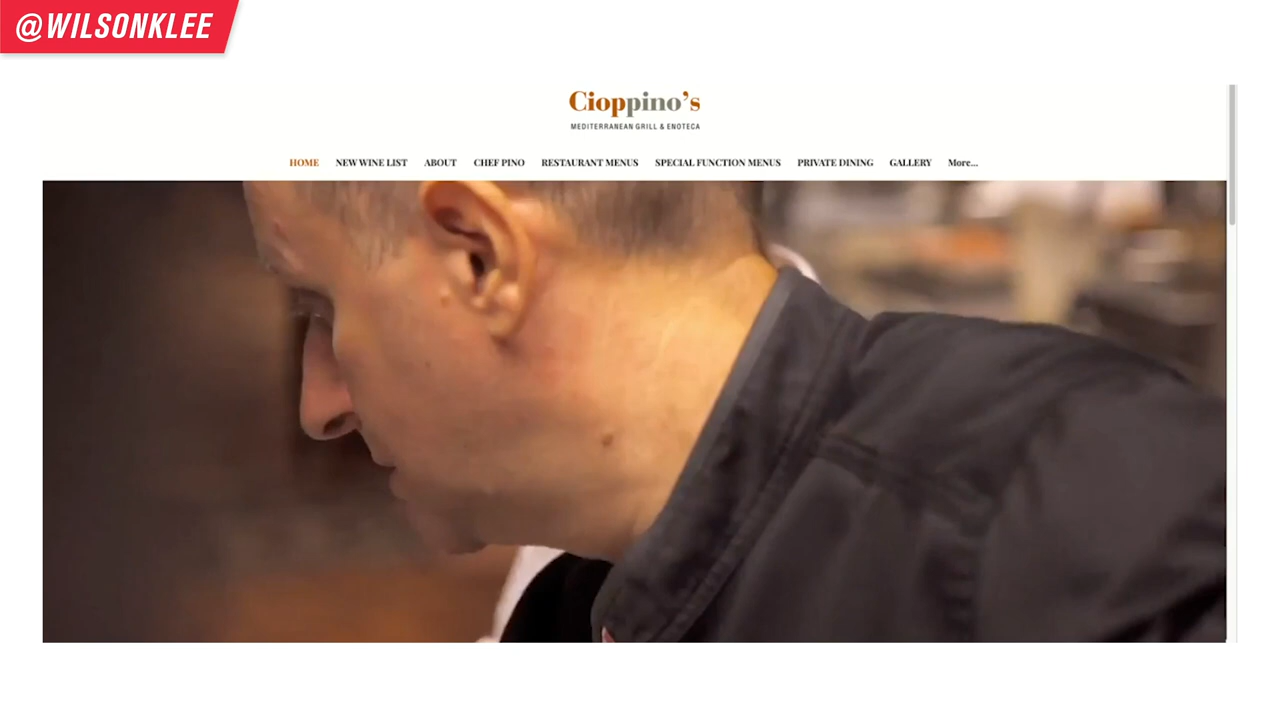 @WILSONKLEE
Cioppino's
MEDITERRANEAN GRILL & ENOTECA
HOME NEW WINE LIST ABOUT CHEF PINO RESTAURANT MENUS SPECIAL FUNCTION MENUS PRIVATE DINING GALLERY More...